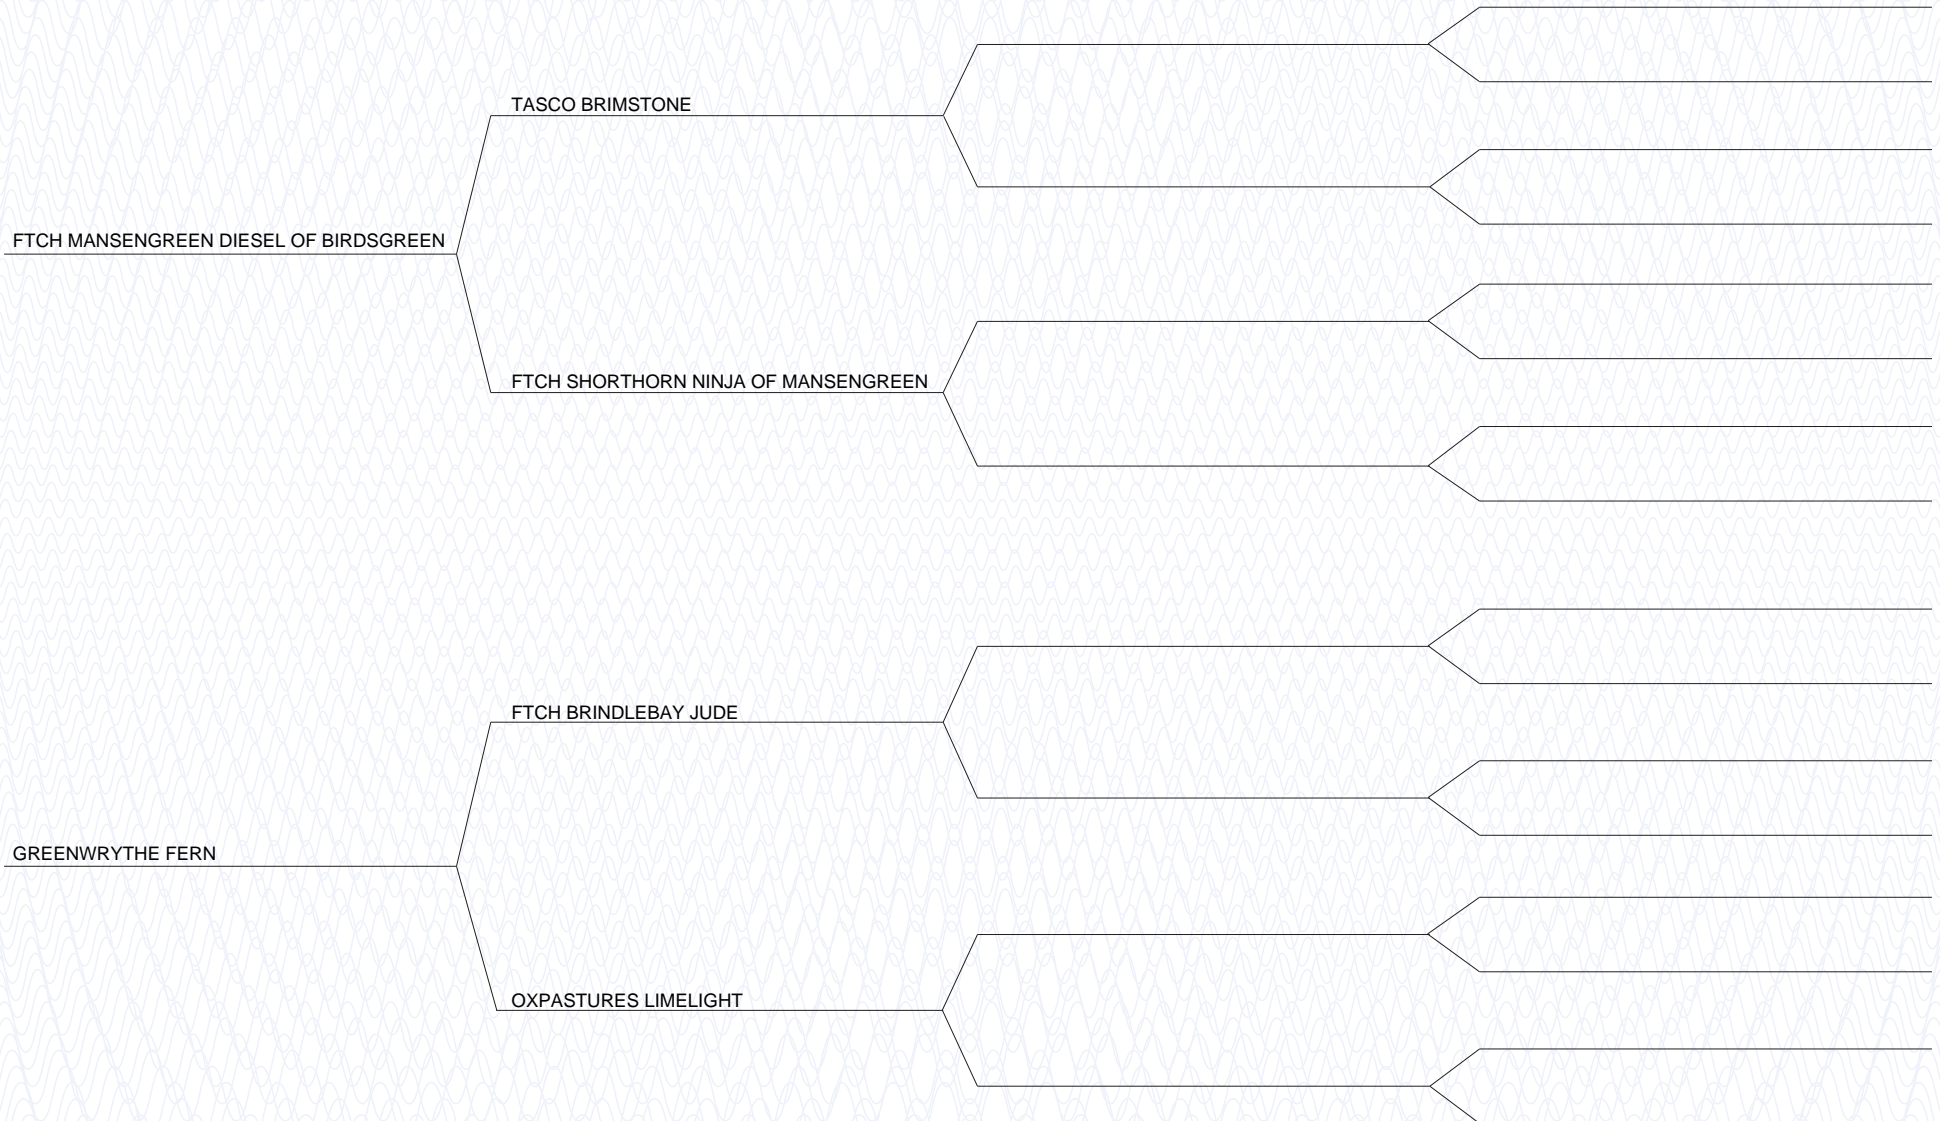 TASCO BRIMSTONE
FTCH MANSENGREEN DIESEL OF BIRDSGREEN
FTCH SHORTHORN NINJA OF MANSENGREEN
FTCH BRINDLEBAY JUDE
GREENWRYTHE FERN
OXPASTURES LIMELIGHT